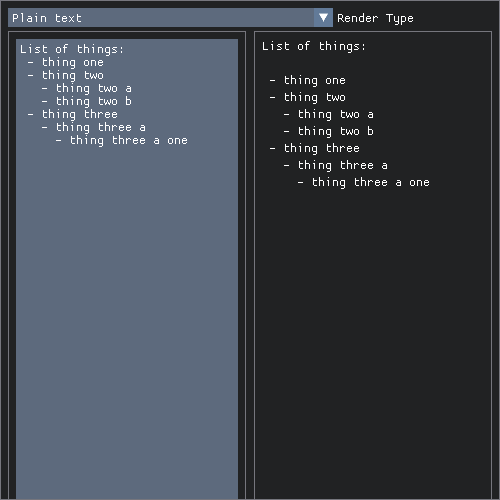 Plain text ▼ Render Type
List of things:
 - thing one
 - thing two
   - thing two a
   - thing two b
 - thing three
   - thing three a
     - thing three a one
List of things:

 - thing one
 - thing two
   - thing two a
   - thing two b
 - thing three
   - thing three a
     - thing three a one